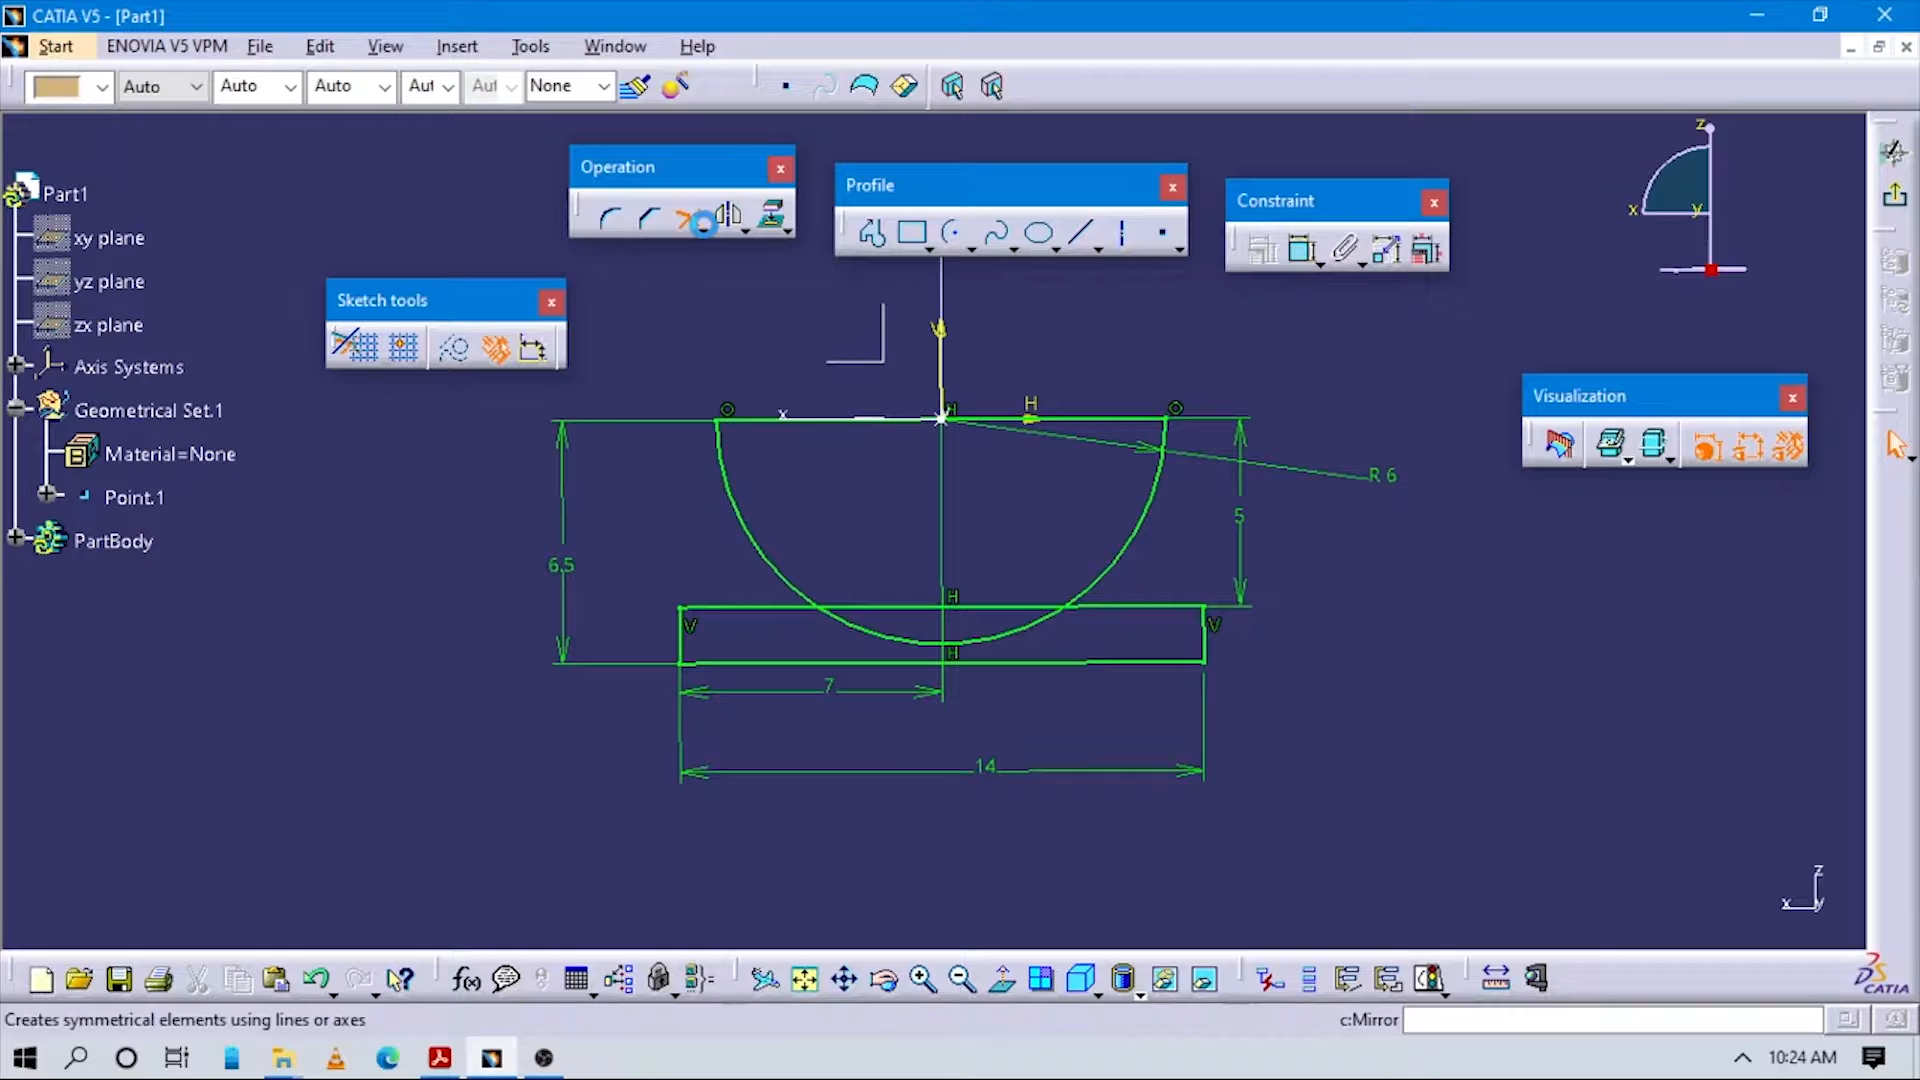 CATIA V5 - [Part1]
Start ENOVIA V5 VPM File Edit View Insert Tools Window Help
Auto Auto Auto Aut Aut None
Operation
Profile
Constraint
Sketch tools
Visualization
Part1
xy plane
yz plane
zx plane
Axis Systems
Geometrical Set.1
Material=None
Point.1
PartBody
z
x y
x
H
H
R 6
5
6,5
H
V
V
H
7
14
z
x y
f(x)
DS
CATIA
Creates symmetrical elements using lines or axes
c:Mirror
10:24 AM